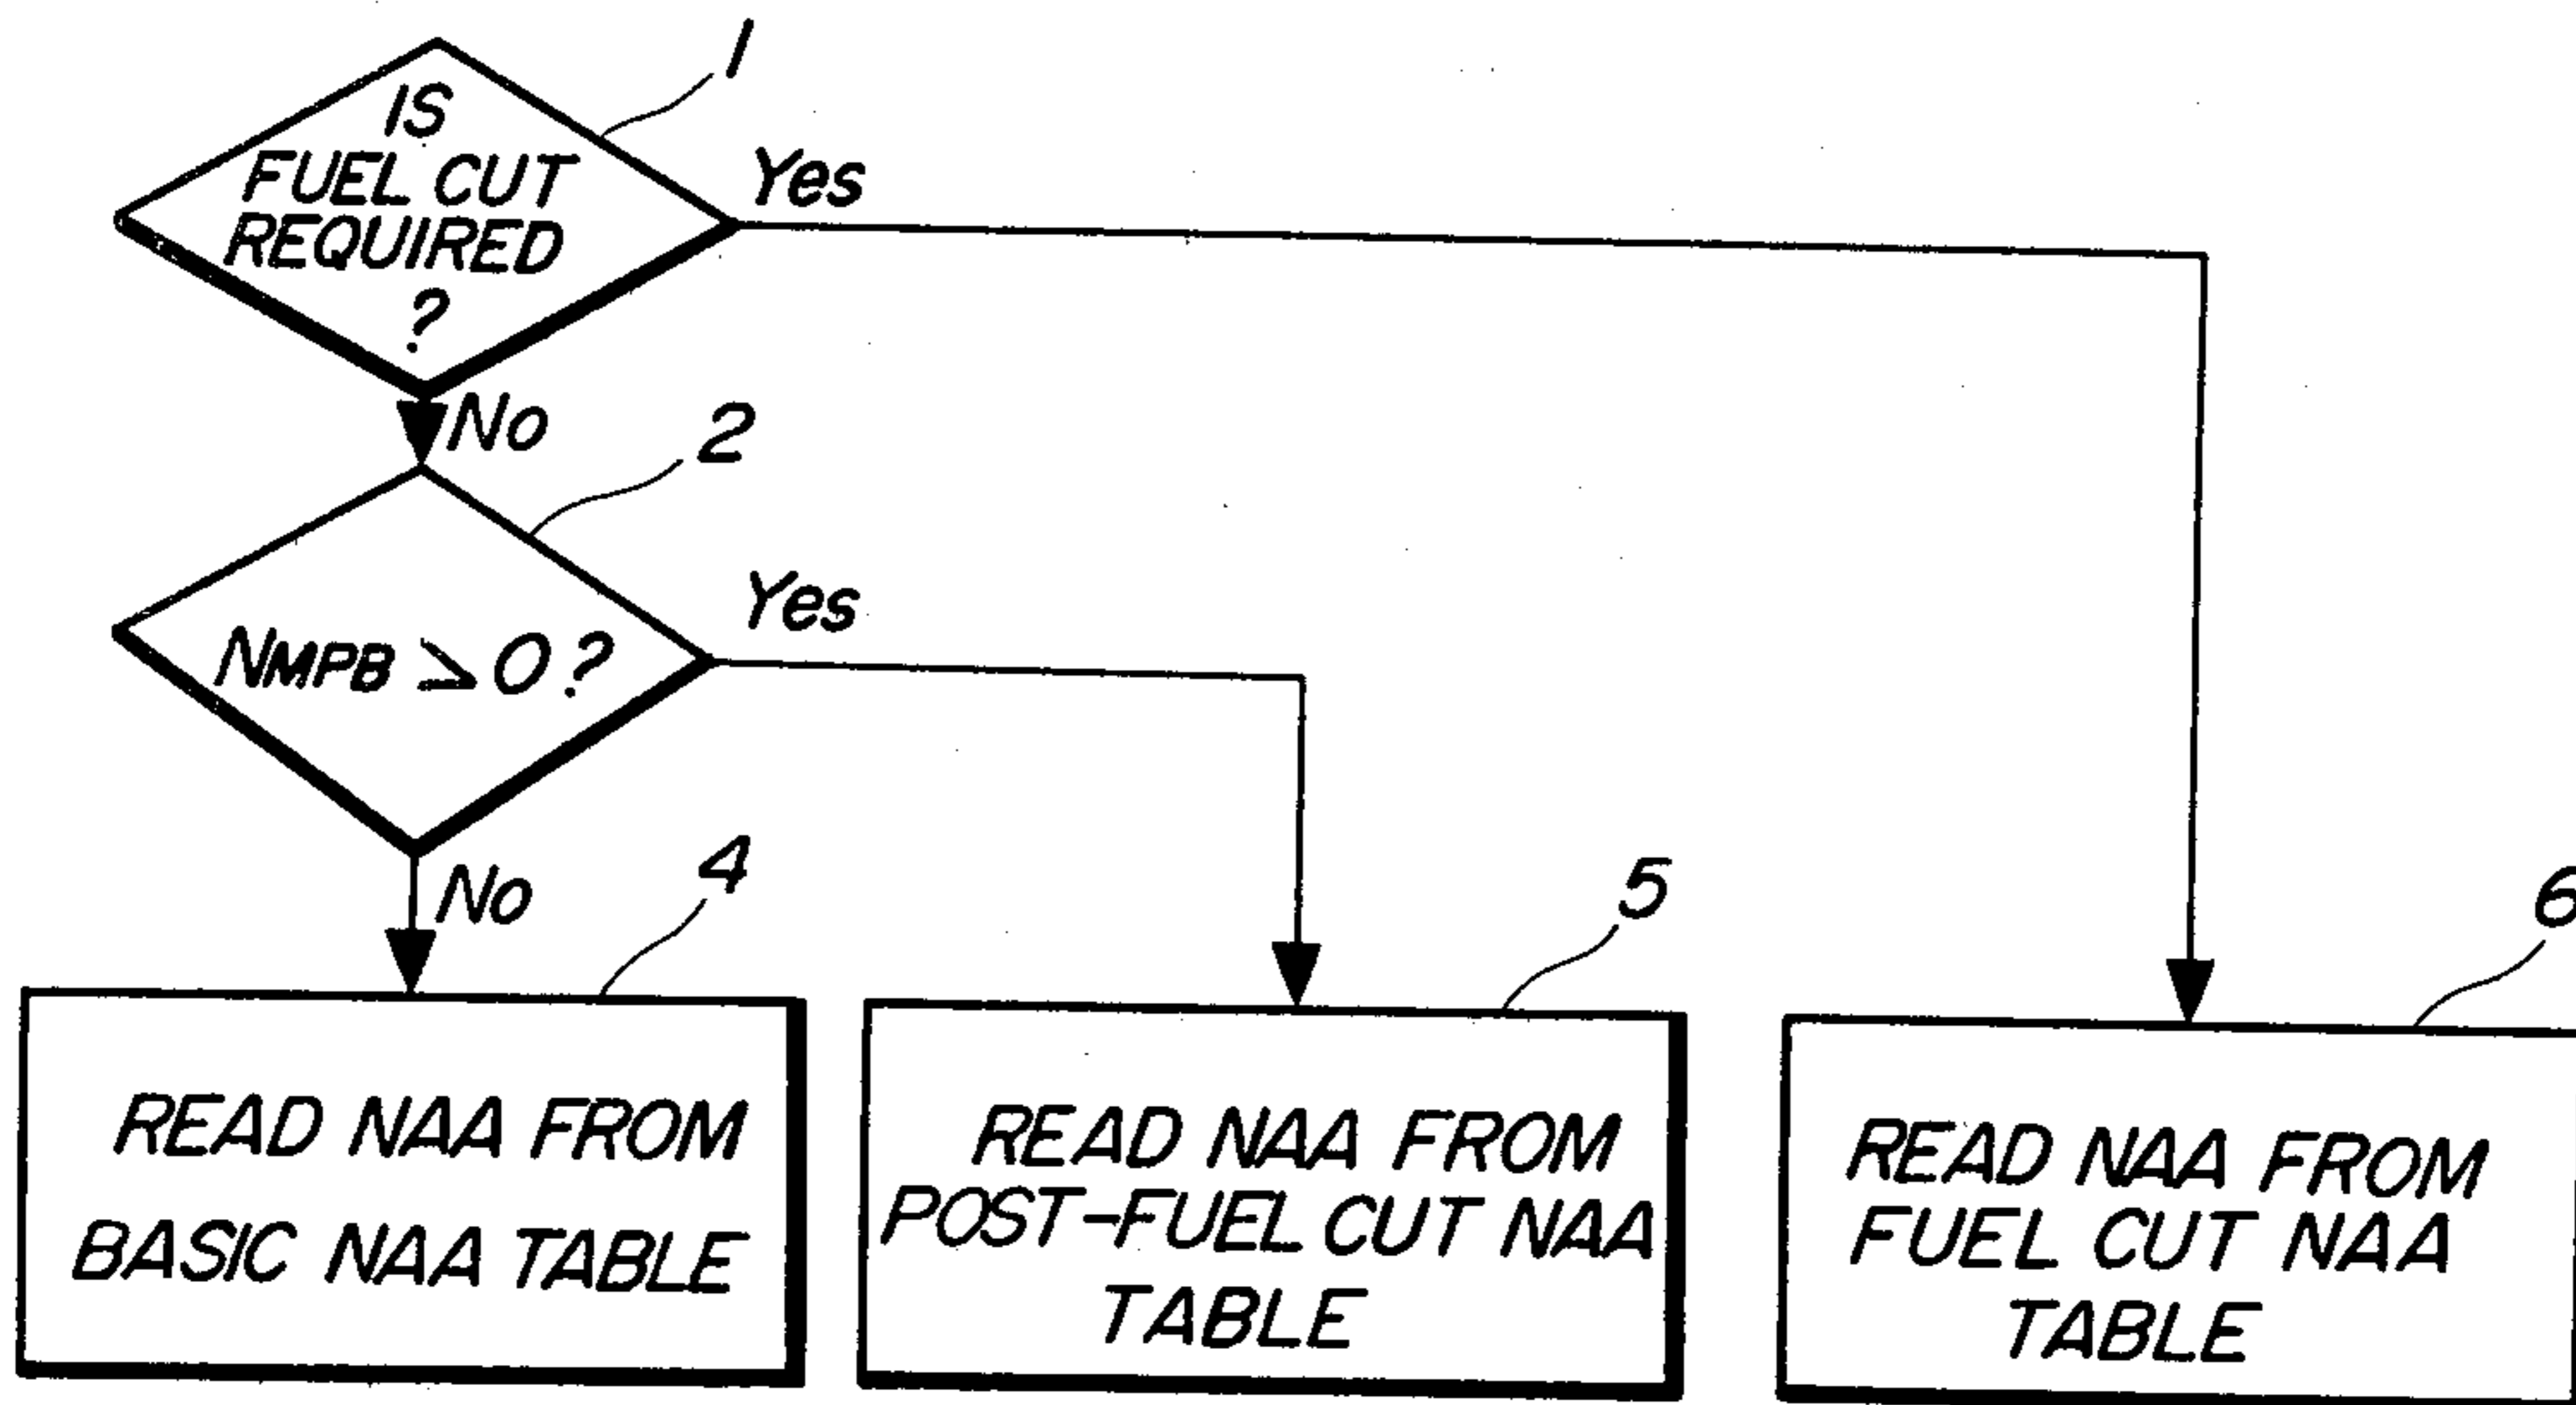 1
IS
FUEL CUT
REQUIRED
?
Yes
No
2
NMPB ≥ 0 ?
Yes
No
4
5
6
READ NAA FROM
BASIC NAA TABLE
READ NAA FROM
POST-FUEL CUT NAA
TABLE
READ NAA FROM
FUEL CUT NAA
TABLE